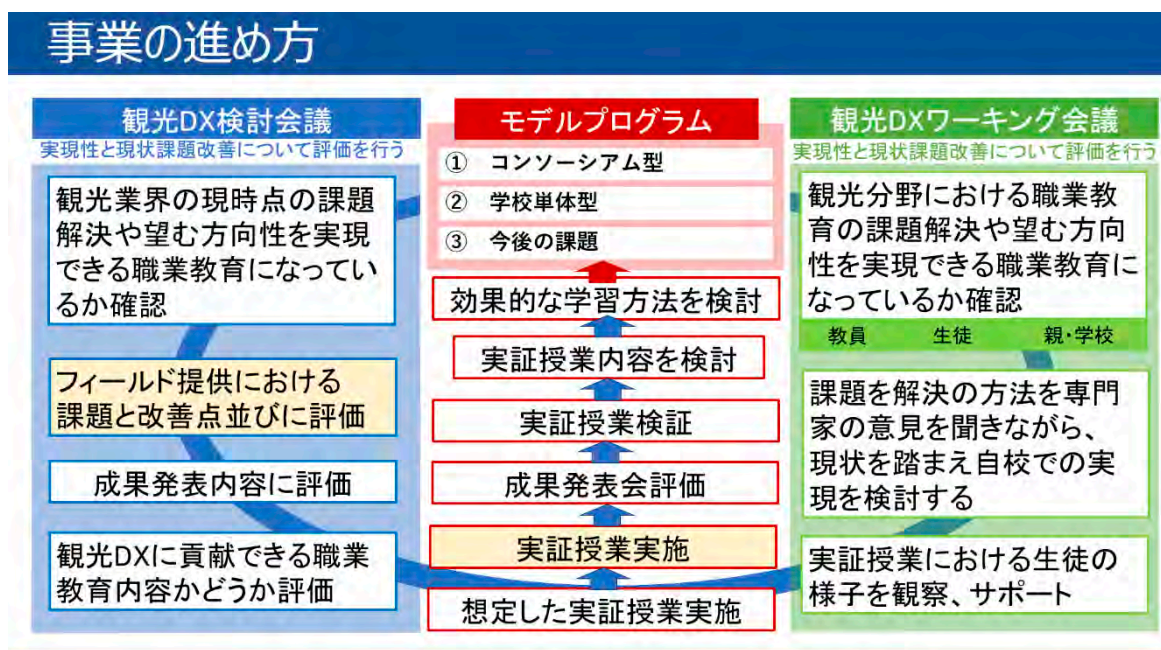 事業の進め方
観光DX検討会議
実現性と現状課題改善について評価を行う
観光業界の現時点の課題
解決や望む方向性を実現
できる職業教育になってい
るか確認
フィールド提供における
課題と改善点並びに評価
成果発表内容に評価
観光DXに貢献できる職業
教育内容かどうか評価
モデルプログラム
① コンソーシアム型
② 学校単体型
③ 今後の課題
効果的な学習方法を検討
実証授業内容を検討
実証授業検証
成果発表会評価
実証授業実施
想定した実証授業実施
観光DXワーキング会議
実現性と現状課題改善について評価を行う
観光分野における職業教
育の課題解決や望む方向
性を実現できる職業教育に
なっているか確認
教員 生徒 親・学校
課題を解決の方法を専門
家の意見を聞きながら、
現状を踏まえ自校での実
現を検討する
実証授業における生徒の
様子を観察、サポート